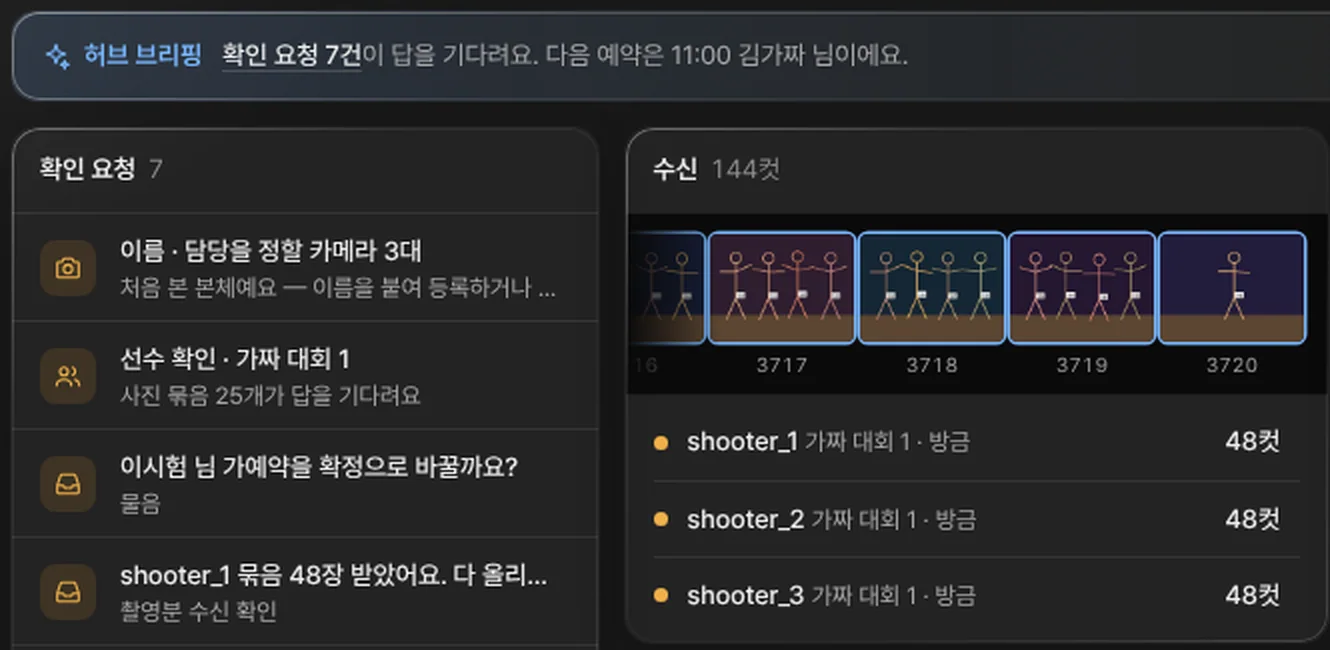 허브 브리핑 확인 요청 7건이 답을 기다려요. 다음 예약은 11:00 김가짜 님이에요.
확인 요청 7
이름 · 담당을 정할 카메라 3대
처음 본 본체예요 — 이름을 붙여 등록하거나 ...
선수 확인 · 가짜 대회 1
사진 묶음 25개가 답을 기다려요
이시험 님 가예약을 확정으로 바꿀까요?
물음
shooter_1 묶음 48장 받았어요. 다 올리...
촬영분 수신 확인
수신 144컷
16 3717 3718 3719 3720
shooter_1 가짜 대회 1 · 방금 48컷
shooter_2 가짜 대회 1 · 방금 48컷
shooter_3 가짜 대회 1 · 방금 48컷